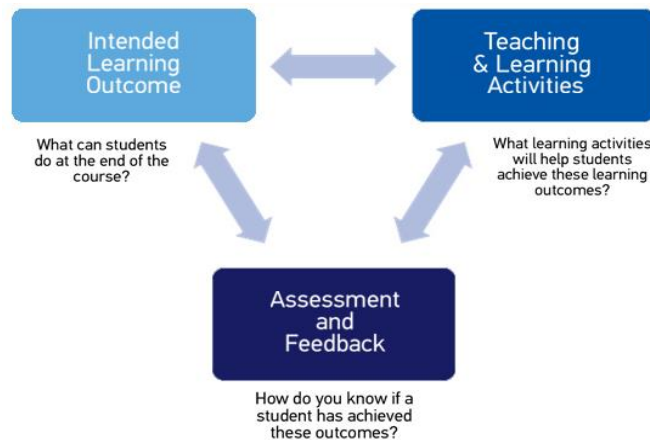 Intended
Learning
Outcome
Teaching
& Learning
Activities
What can students
do at the end of the
course?
What learning activities
will help students
achieve these learning
outcomes?
Assessment
and
Feedback
How do you know if a
student has achieved
these outcomes?